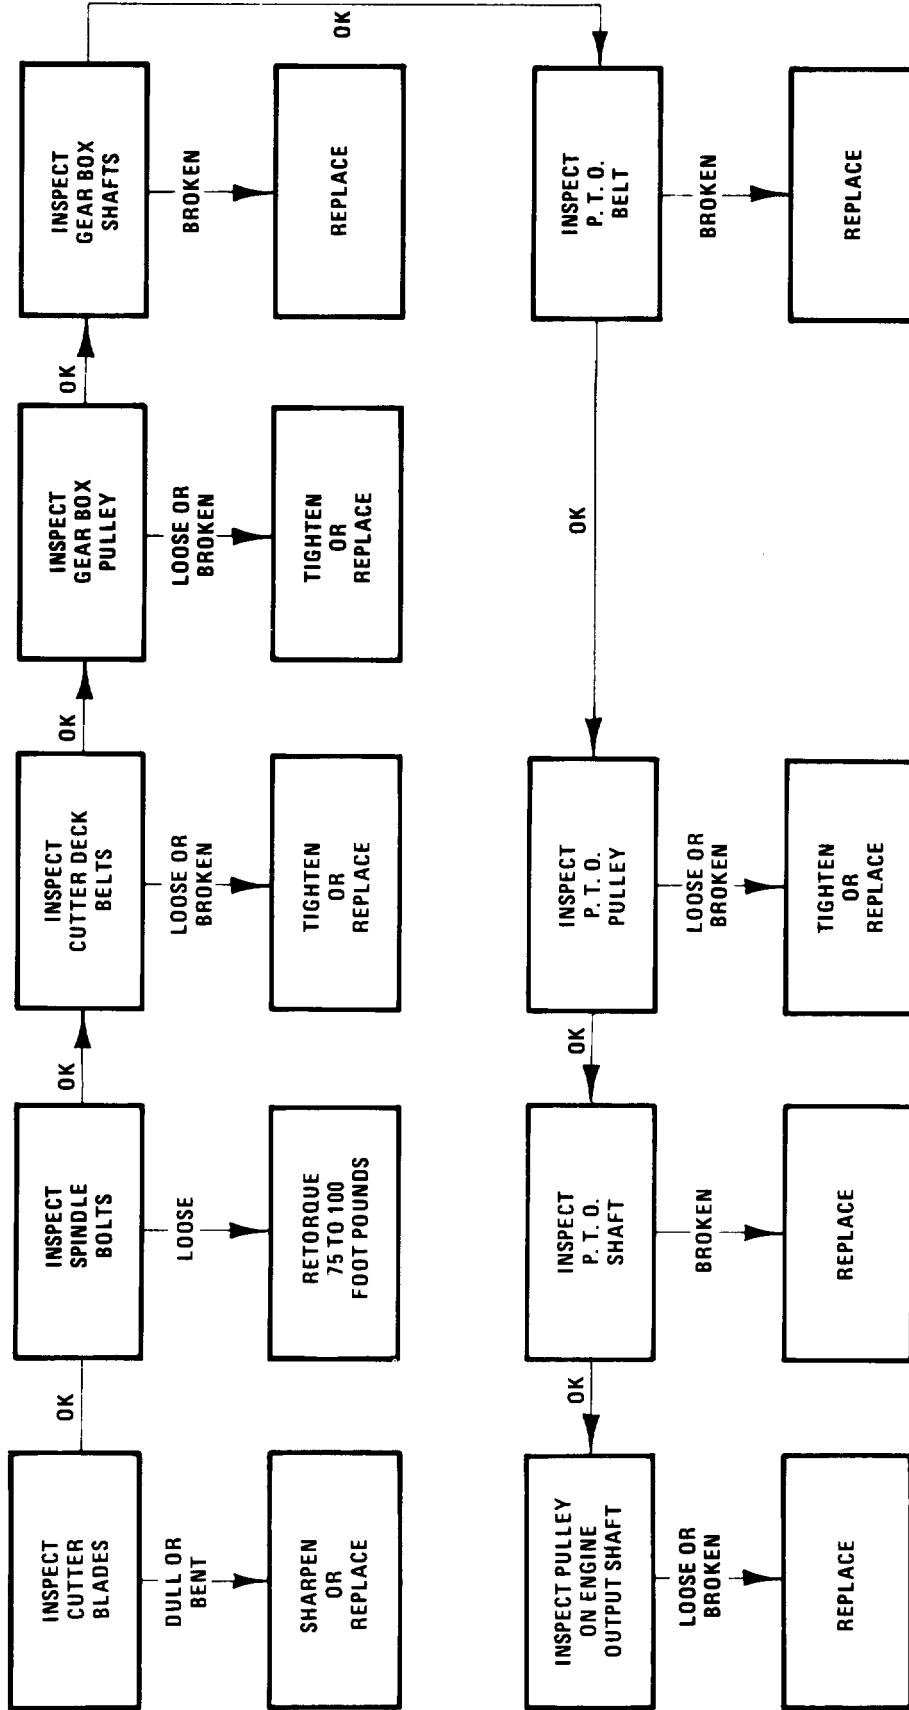 INSPECT
CUTTER
BLADES
DULL OR
BENT
SHARPEN
OR
REPLACE
OK
INSPECT
SPINDLE
BOLTS
LOOSE
RETORQUE
75 TO 100
FOOT POUNDS
OK
INSPECT
CUTTER DECK
BELTS
LOOSE OR
BROKEN
TIGHTEN
OR
REPLACE
OK
INSPECT
GEAR BOX
PULLEY
LOOSE OR
BROKEN
TIGHTEN
OR
REPLACE
OK
INSPECT
GEAR BOX
SHAFTS
BROKEN
REPLACE
OK
INSPECT
P. T. O.
BELT
BROKEN
REPLACE
OK
INSPECT
P. T. O.
PULLEY
LOOSE OR
BROKEN
TIGHTEN
OR
REPLACE
OK
INSPECT
P. T. O.
SHAFT
BROKEN
REPLACE
OK
INSPECT PULLEY
ON ENGINE
OUTPUT SHAFT
LOOSE OR
BROKEN
REPLACE